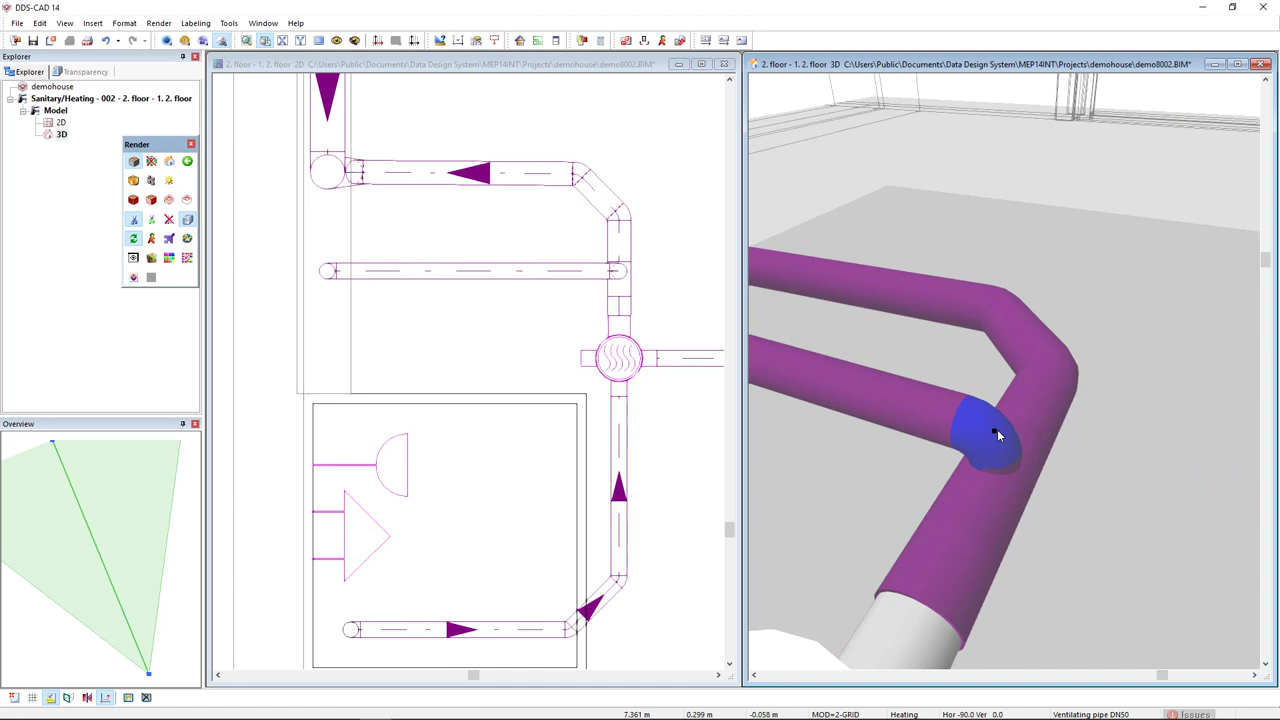 DDS-CAD 14
File Edit View Insert Format Render Labeling Tools Window Help
Explorer
Explorer Transparency
demohouse
Sanitary/Heating - 002 - 2. floor - 1. 2. floor
Model
2D
3D
Render
Overview
2. floor - 1. 2. floor 2D C:\Users\Public\Documents\Data Design System\MEP14INT\Projects\demohouse\demo8002.BIM*
2. floor - 1. 2. floor 3D C:\Users\Public\Documents\Data Design System\MEP14INT\Projects\demohouse\demo8002.BIM*
7.361 m 0.299 m -0.058 m MOD=2-GRID Heating Hor -90.0 Ver 0.0 Ventilating pipe DN50 Issues